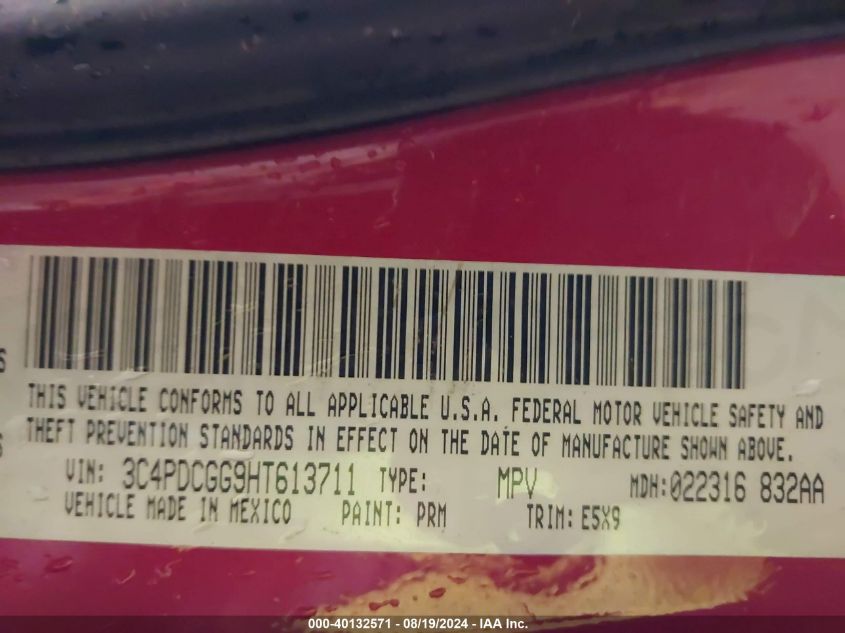 THIS VEHICLE CONFORMS TO ALL APPLICABLE U.S.A. FEDERAL MOTOR VEHICLE SAFETY AND
THEFT PREVENTION STANDARDS IN EFFECT ON THE DATE OF MANUFACTURE SHOWN ABOVE.
VIN: 3C4PDCGG9HT613711 TYPE: MPV MDH:022316 832AA
VEHICLE MADE IN MEXICO PAINT: PRM TRIM: E5X9
000-40132571 - 08/19/2024 - IAA Inc.